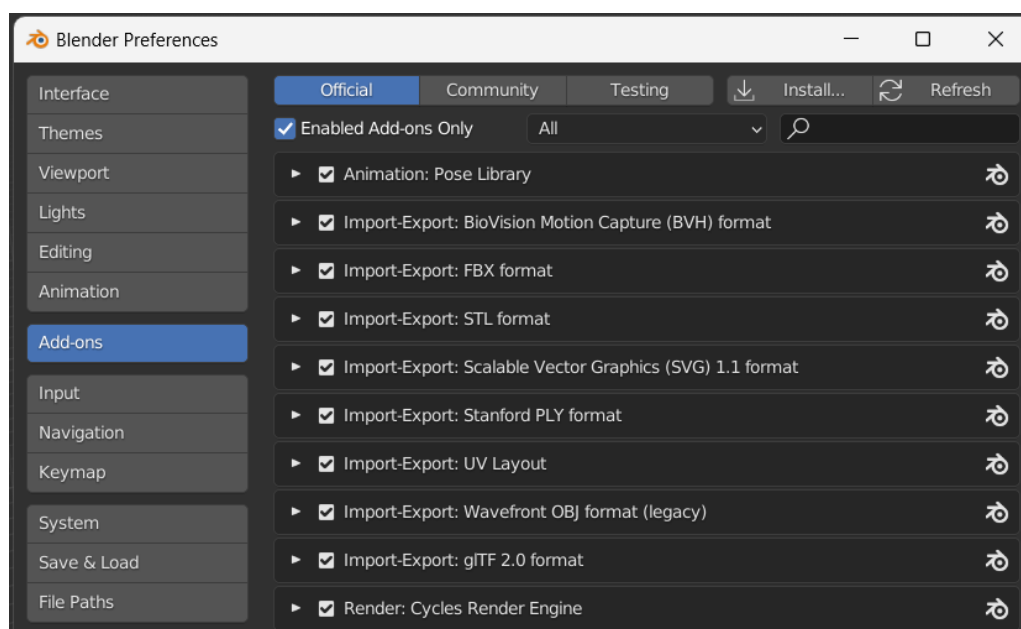 Blender Preferences
Interface
Themes
Viewport
Lights
Editing
Animation
Add-ons
Input
Navigation
Keymap
System
Save & Load
File Paths
Official Community Testing Install... Refresh
Enabled Add-ons Only All
Animation: Pose Library
Import-Export: BioVision Motion Capture (BVH) format
Import-Export: FBX format
Import-Export: STL format
Import-Export: Scalable Vector Graphics (SVG) 1.1 format
Import-Export: Stanford PLY format
Import-Export: UV Layout
Import-Export: Wavefront OBJ format (legacy)
Import-Export: glTF 2.0 format
Render: Cycles Render Engine